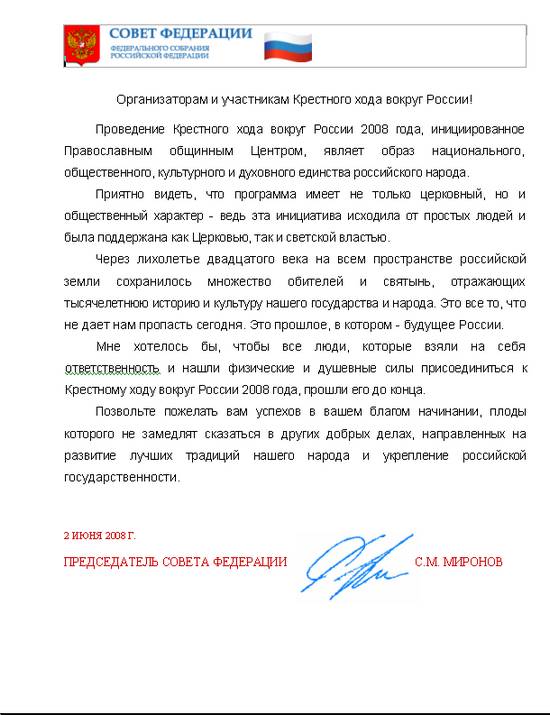 СОВЕТ ФЕДЕРАЦИИ
ФЕДЕРАЛЬНОГО СОБРАНИЯ
РОССИЙСКОЙ ФЕДЕРАЦИИ
Организаторам и участникам Крестного хода вокруг России!
Проведение Крестного хода вокруг России 2008 года, инициированное
Православным общинным Центром, являет образ национального,
общественного, культурного и духовного единства российского народа.
Приятно видеть, что программа имеет не только церковный, но и
общественный характер - ведь эта инициатива исходила от простых людей и
была поддержана как Церковью, так и светской властью.
Через лихолетье двадцатого века на всем пространстве российской
земли сохранилось множество обителей и святынь, отражающих
тысячелетнюю историю и культуру нашего государства и народа. Это все то, что
не дает нам пропасть сегодня. Это прошлое, в котором - будущее России.
Мне хотелось бы, чтобы все люди, которые взяли на себя
ответственность и нашли физические и душевные силы присоединиться к
Крестному ходу вокруг России 2008 года, прошли его до конца.
Позвольте пожелать вам успехов в вашем благом начинании, плоды
которого не замедлят сказаться в других добрых делах, направленных на
развитие лучших традиций нашего народа и укрепление российской
государственности.
2 ИЮНЯ 2008 Г.
ПРЕДСЕДАТЕЛЬ СОВЕТА ФЕДЕРАЦИИ С.М. МИРОНОВ